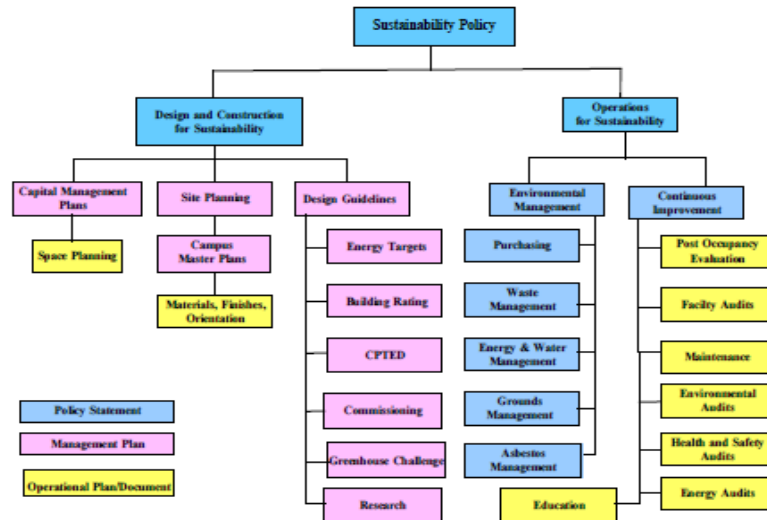 Sustainability Policy
Design and Construction
for Sustainability
Operations
for Sustainability
Capital Management
Plans
Site Planning
Design Guidelines
Environmental
Management
Continuous
Improvement
Space Planning
Campus
Master Plans
Materials, Finishes,
Orientation
Energy Targets
Building Rating
CPTED
Commissioning
Greenhouse Challenge
Research
Purchasing
Waste
Management
Energy & Water
Management
Grounds
Management
Asbestos
Management
Post Occupancy
Evaluation
Facilty Audits
Maintenance
Environmental
Audits
Health and Safety
Audits
Energy Audits
Education
Policy Statement
Management Plan
Operational Plan/Document